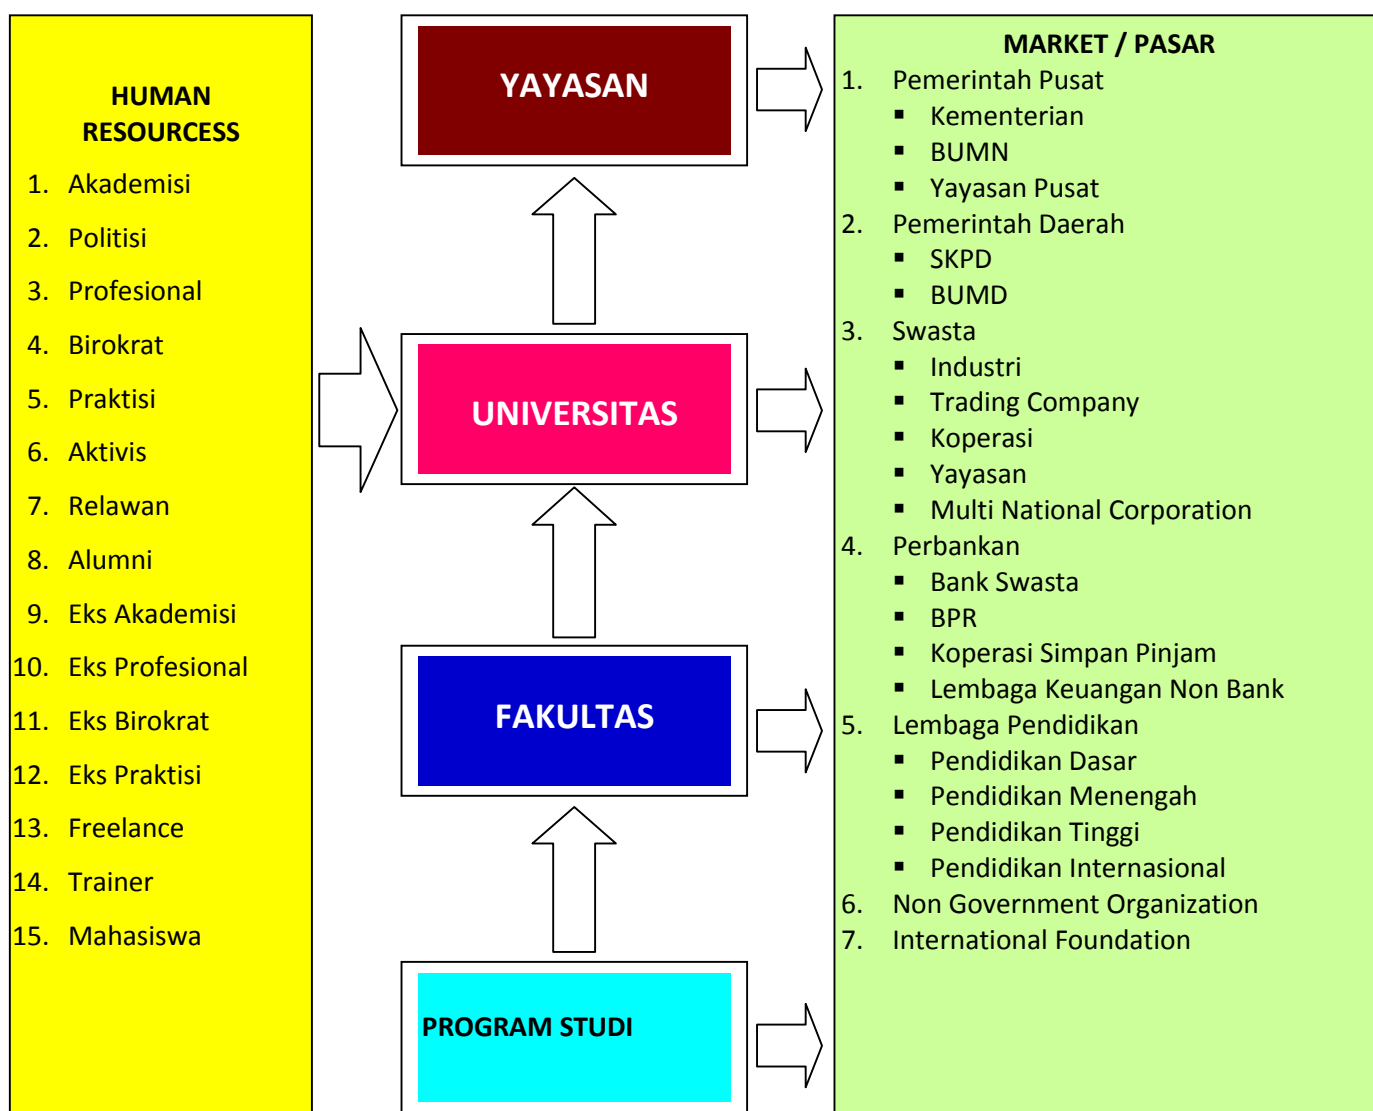 HUMAN
RESOURCESS
1. Akademisi
2. Politisi
3. Profesional
4. Birokrat
5. Praktisi
6. Aktivis
7. Relawan
8. Alumni
9. Eks Akademisi
10. Eks Profesional
11. Eks Birokrat
12. Eks Praktisi
13. Freelance
14. Trainer
15. Mahasiswa
YAYASAN
UNIVERSITAS
FAKULTAS
PROGRAM STUDI
MARKET / PASAR
1. Pemerintah Pusat
▪ Kementerian
▪ BUMN
▪ Yayasan Pusat
2. Pemerintah Daerah
▪ SKPD
▪ BUMD
3. Swasta
▪ Industri
▪ Trading Company
▪ Koperasi
▪ Yayasan
▪ Multi National Corporation
4. Perbankan
▪ Bank Swasta
▪ BPR
▪ Koperasi Simpan Pinjam
▪ Lembaga Keuangan Non Bank
5. Lembaga Pendidikan
▪ Pendidikan Dasar
▪ Pendidikan Menengah
▪ Pendidikan Tinggi
▪ Pendidikan Internasional
6. Non Government Organization
7. International Foundation